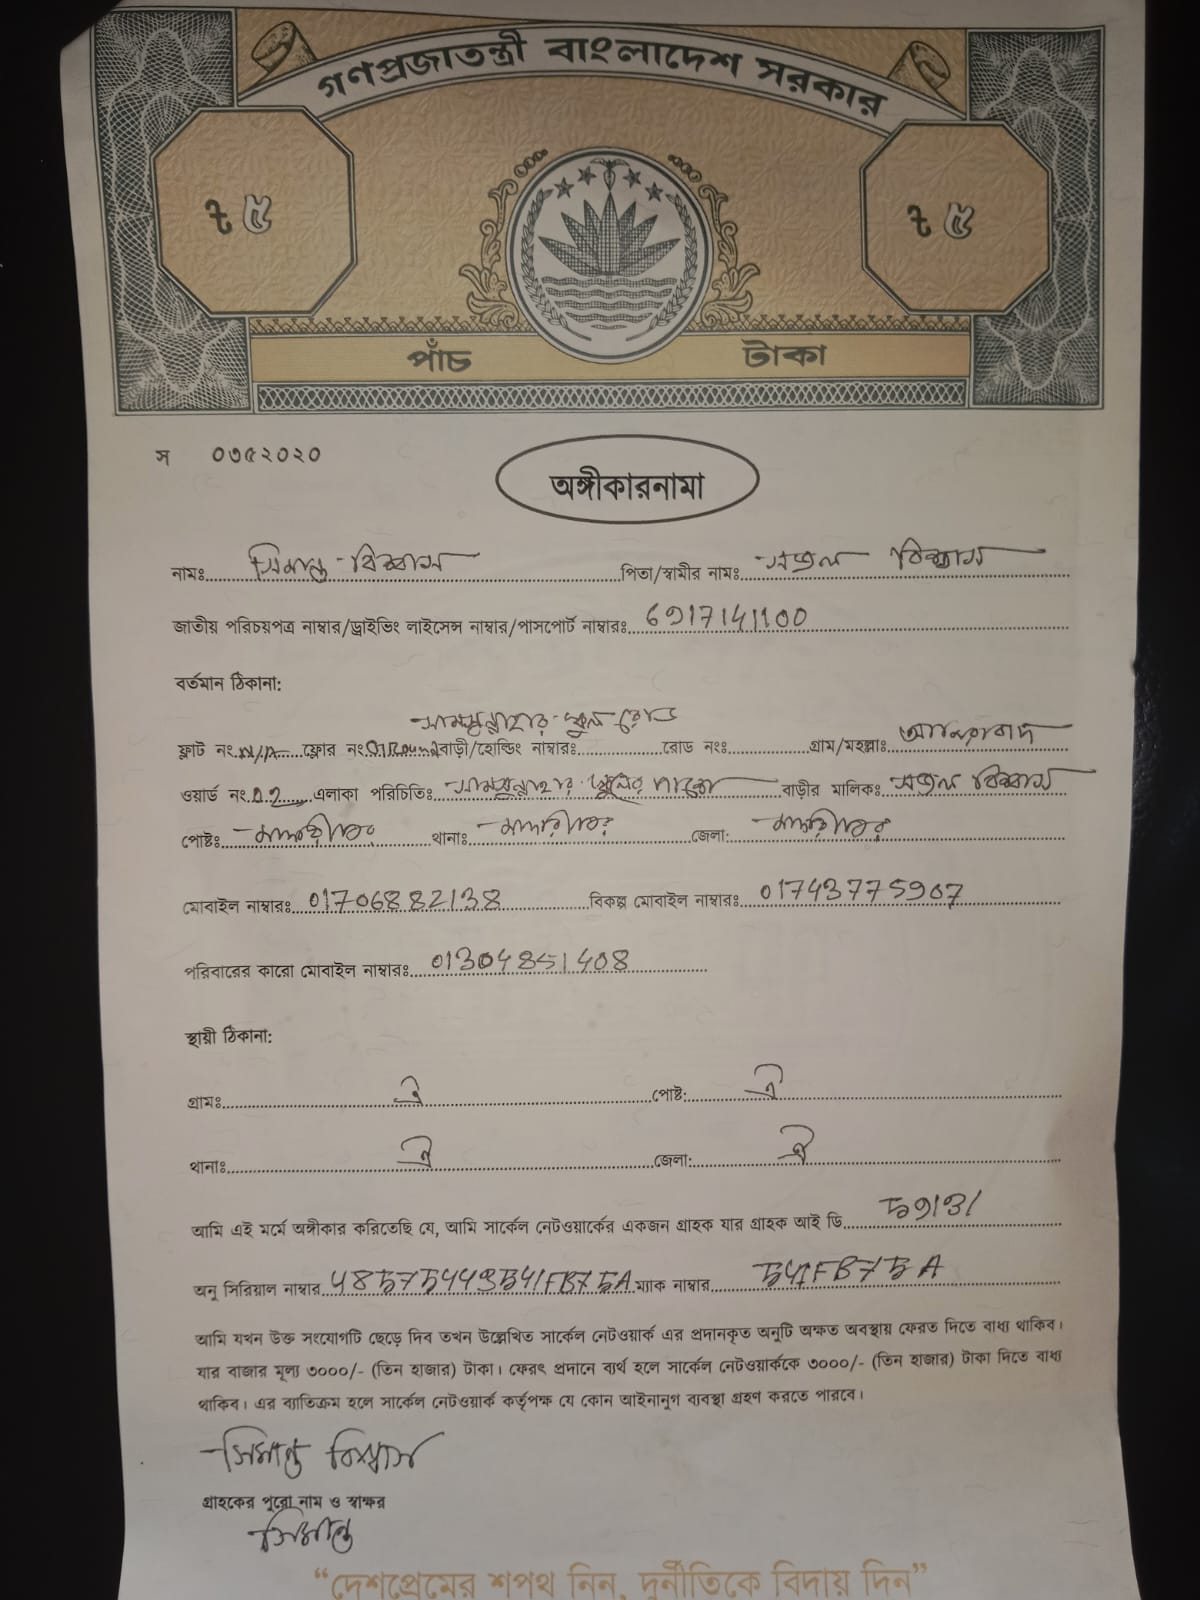 গণপ্রজাতন্ত্রী বাংলাদেশ সরকার
৳ ৫ ৳ ৫
পাঁচ টাকা
স ০৩৫২০২০
অঙ্গীকারনামা
নামঃ সিমান্ত বিশ্বাস পিতা/স্বামীর নামঃ সজল বিশ্বাস
জাতীয় পরিচয়পত্র নাম্বার/ড্রাইভিং লাইসেন্স নাম্বার/পাসপোর্ট নাম্বারঃ 6917141100
বর্তমান ঠিকানা:
স্কুল রোড
ফ্লাট নং. N/A ফ্লোর নং. বাড়ী/হোল্ডিং নাম্বারঃ রোড নংঃ গ্রাম/মহল্লাঃ
ওয়ার্ড নং. 02 এলাকা পরিচিতিঃ স্কুলের পাশে বাড়ীর মালিকঃ সজল বিশ্বাস
পোষ্টঃ থানাঃ জেলা:
মোবাইল নাম্বারঃ 01706882138 বিকল্প মোবাইল নাম্বারঃ 01743775907
পরিবারের কারো মোবাইল নাম্বারঃ 01304851408
স্থায়ী ঠিকানা:
গ্রামঃ ঐ পোষ্ট: ঐ
থানাঃ ঐ জেলা: ঐ
আমি এই মর্মে অঙ্গীকার করিতেছি যে, আমি সার্কেল নেটওয়ার্কের একজন গ্রাহক যার গ্রাহক আই ডি
অনু সিরিয়াল নাম্বার ম্যাক নাম্বার
আমি যখন উক্ত সংযোগটি ছেড়ে দিব তখন উল্লেখিত সার্কেল নেটওয়ার্ক এর প্রদানকৃত অনুটি অক্ষত অবস্থায় ফেরত দিতে বাধ্য থাকিব।
যার বাজার মূল্য ৩০০০/- (তিন হাজার) টাকা। ফেরৎ প্রদানে ব্যর্থ হলে সার্কেল নেটওয়ার্ককে ৩০০০/- (তিন হাজার) টাকা দিতে বাধ্য
থাকিব। এর ব্যাতিক্রম হলে সার্কেল নেটওয়ার্ক কর্তৃপক্ষ যে কোন আইনানুগ ব্যবস্থা গ্রহণ করতে পারবে।
সিমান্ত বিশ্বাস
গ্রাহকের পুরো নাম ও স্বাক্ষর
সিমান্ত
“দেশপ্রেমের শপথ নিন, দুর্নীতিকে বিদায় দিন”